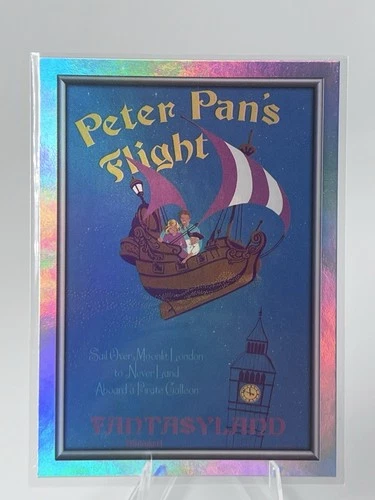 Peter Pan's
Flight
Sail Over Moonlit London
to Never Land
Aboard a Pirate Galleon
FANTASYLAND